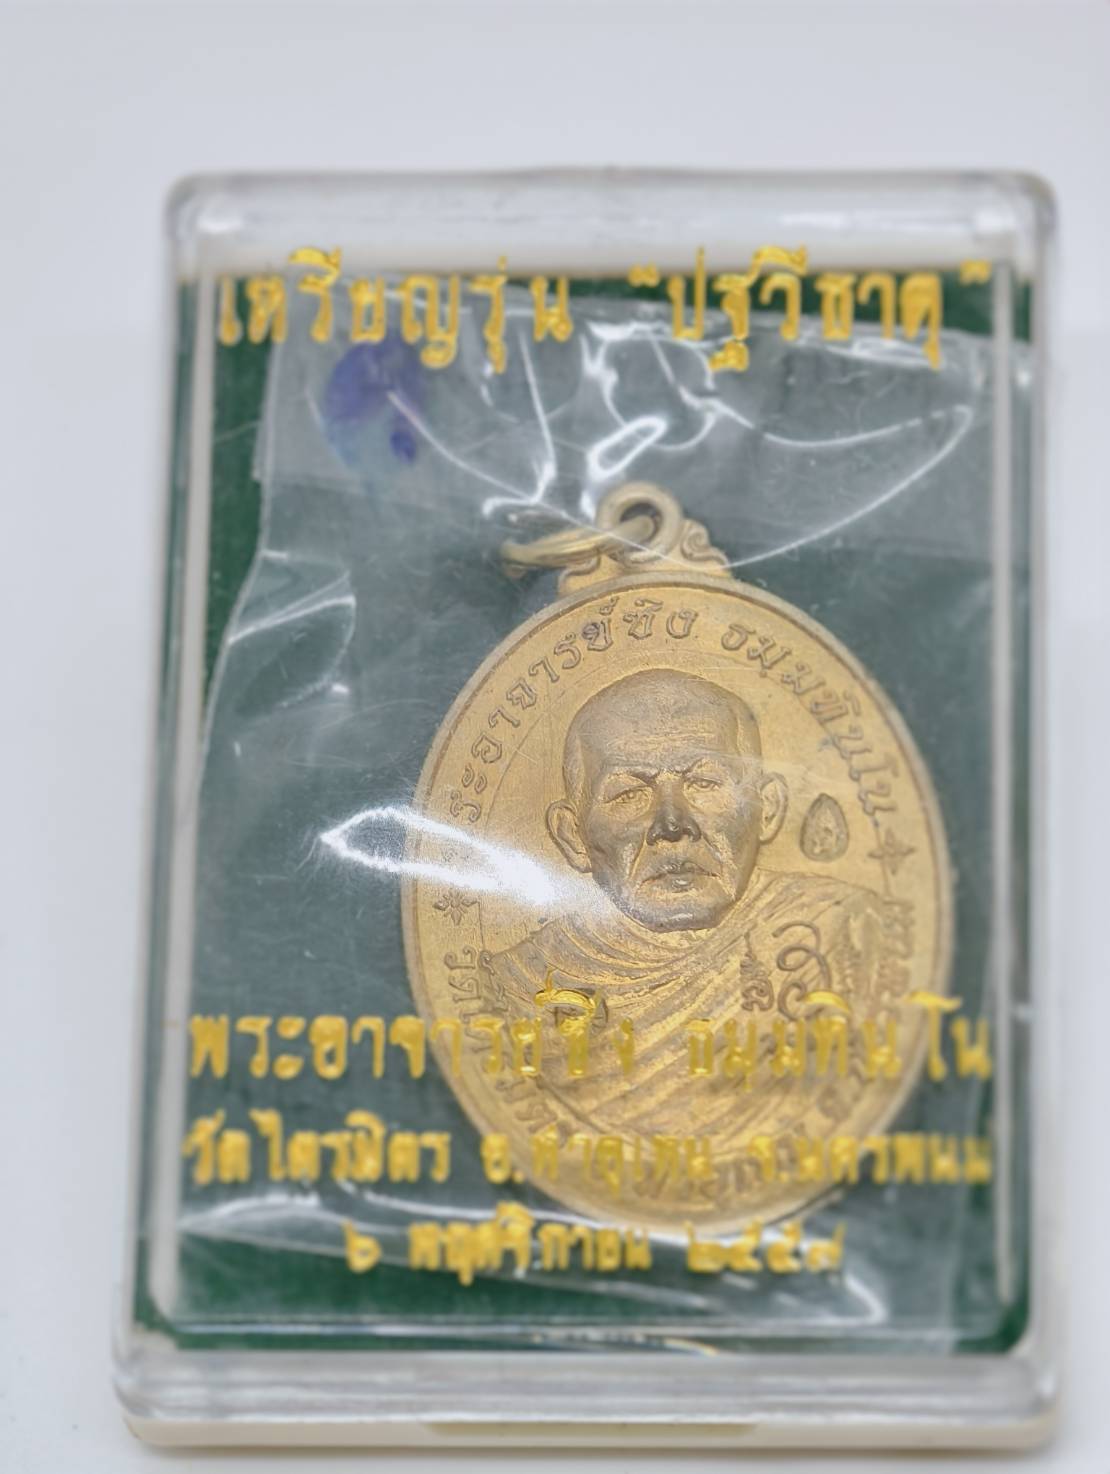 เหรียญรุ่น "ปฐวีธาตุ"
พระอาจารย์ซึง ธมฺมทินฺโน
พระอาจารย์ซึง ธมฺมทินฺโน
วัดไตรมิตร อ.ท่าอุเทน จ.นครพนม
๖ พฤศจิกายน ๒๕๕๗